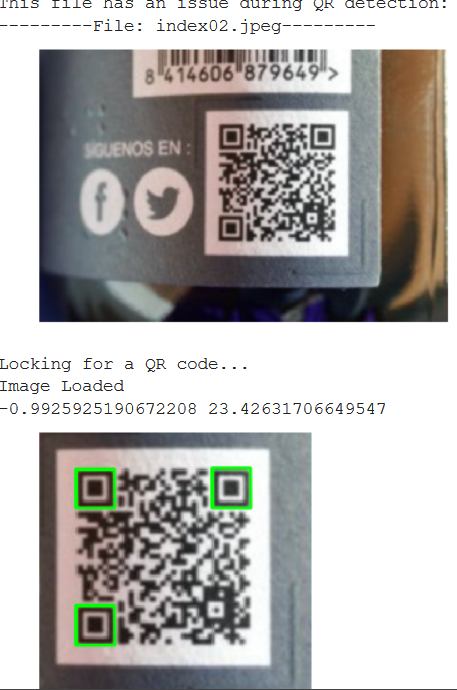 This file has an issue during QR detection:
---------File: index02.jpeg---------
8 414606 879649 >
SÍGUENOS EN :
f
Locking for a QR code...
Image Loaded
-0.9925925190672208 23.42631706649547